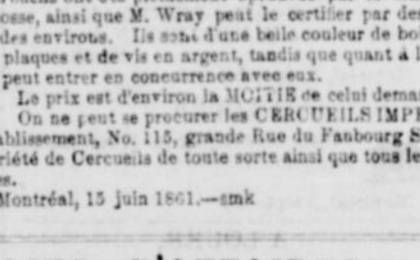 osse, ainsi que M. Wray peut le certifier par de
des environs. Ils sont d'une belle couleur de bo
plaques et de vis en argent, tandis que quant à l
peut entrer en concurrence avec eux.
Le prix est d'environ la MOITIE de celui dema
On ne peut se procurer les CERCUEILS IMPE
ablissement, No. 115, grande Rue du Faubourg S
riété de Cercueils de toute sorte ainsi que tous le
es.
Montréal, 15 juin 1861.—smk